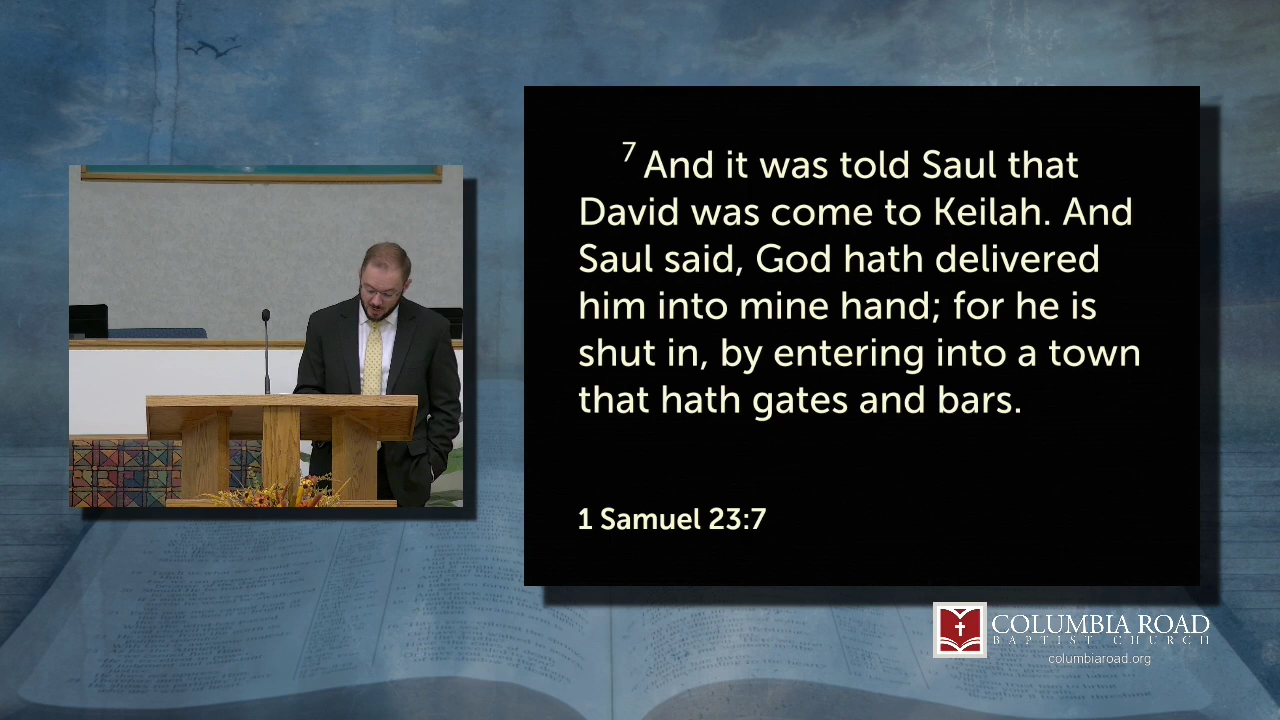 7 And it was told Saul that
David was come to Keilah. And
Saul said, God hath delivered
him into mine hand; for he is
shut in, by entering into a town
that hath gates and bars.
1 Samuel 23:7
COLUMBIA ROAD
BAPTIST CHURCH
columbiaroad.org